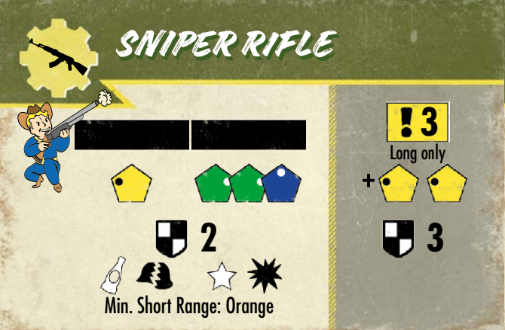 SNIPER RIFLE
! 3
Long only
+
2
3
Min. Short Range: Orange